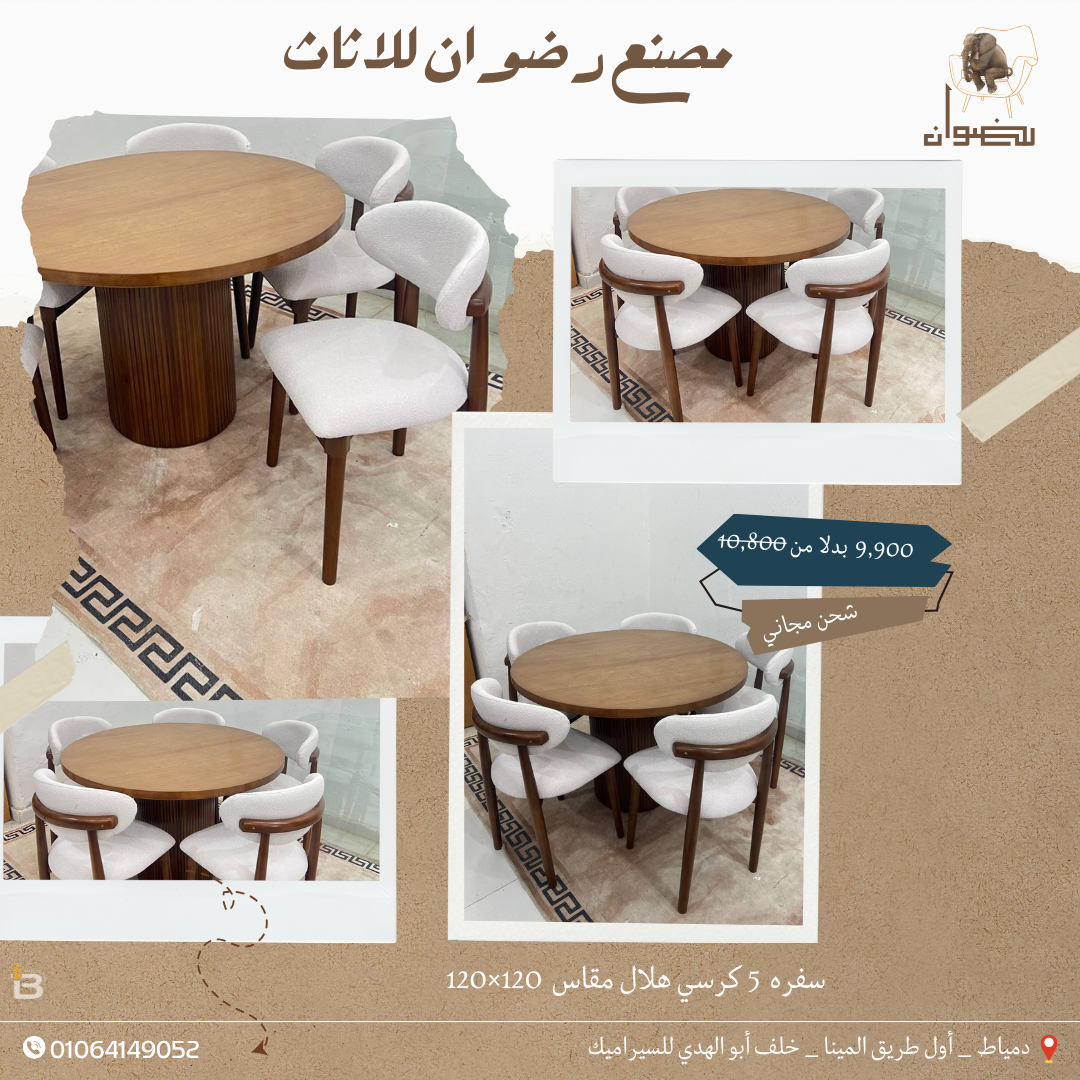 مصنع رضوان للاثاث
رضوان
9,900 بدلا من 10,800
شحن مجاني
سفره 5 كرسي هلال مقاس 120×120
دمياط _ أول طريق المينا _ خلف أبو الهدي للسيراميك
01064149052